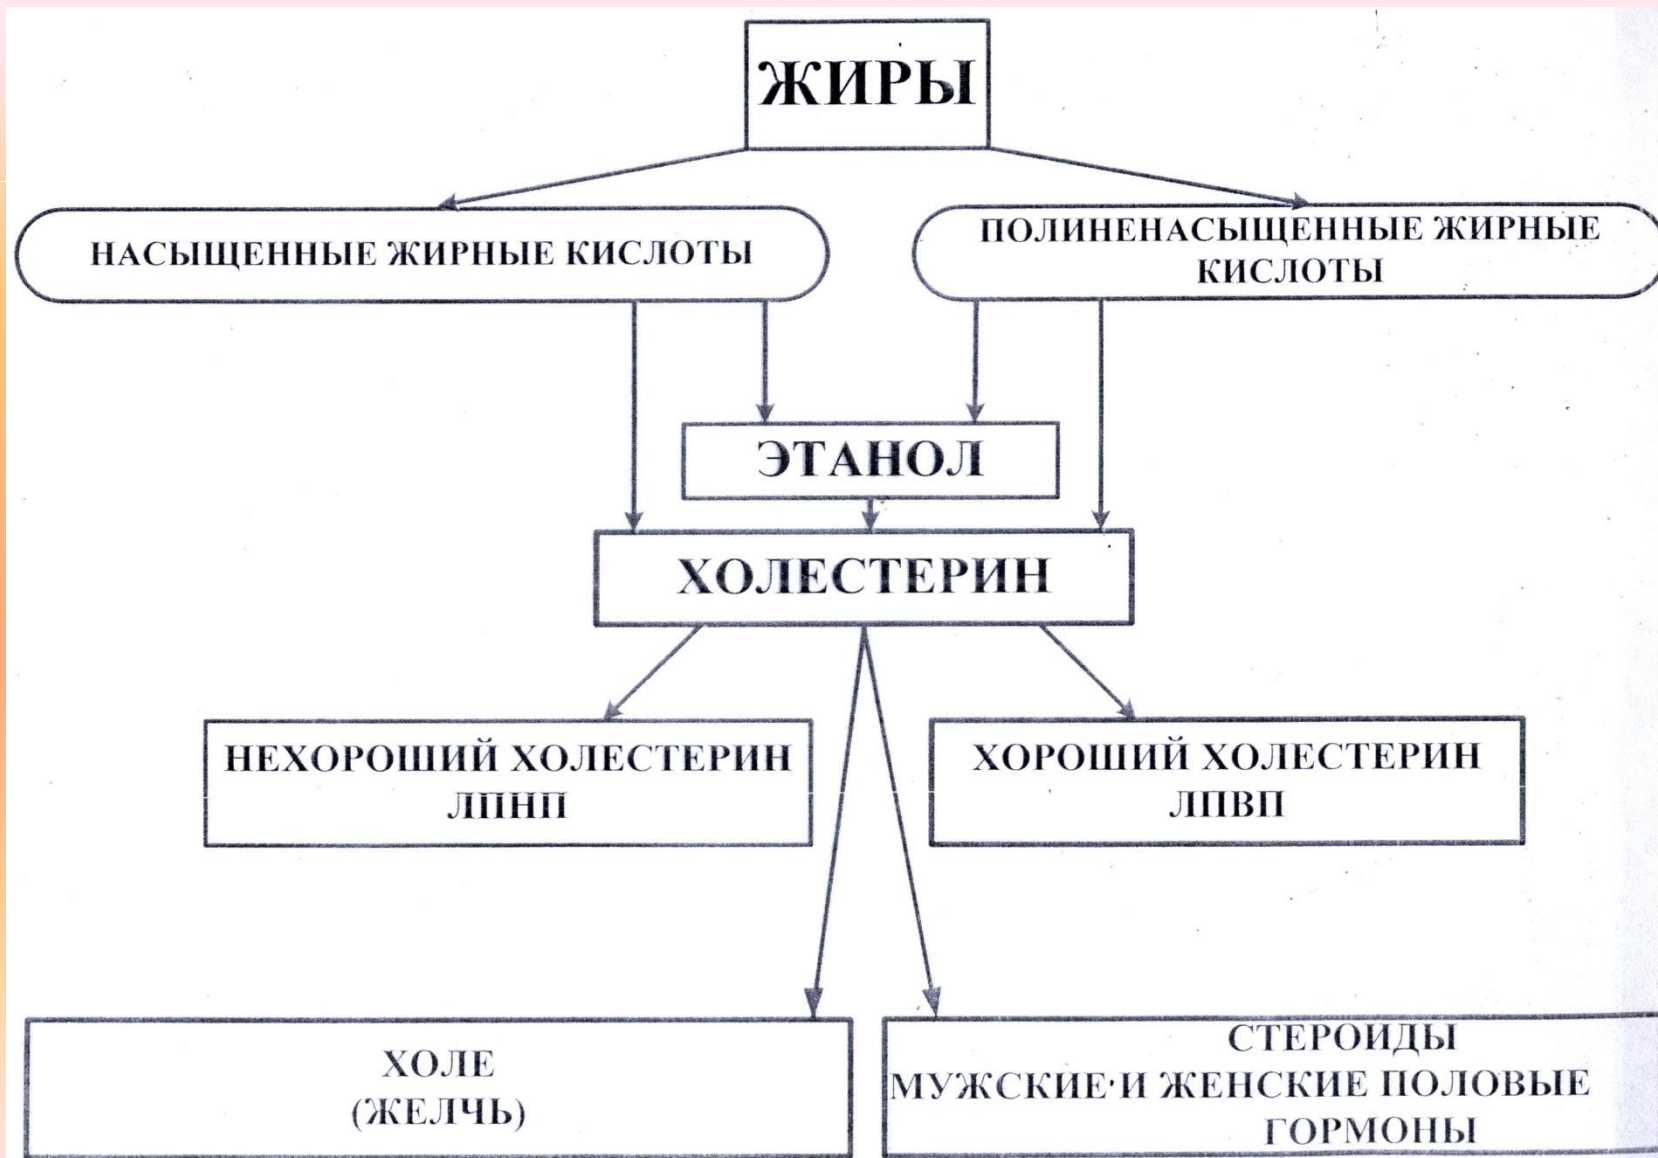 ЖИРЫ
НАСЫЩЕННЫЕ ЖИРНЫЕ КИСЛОТЫ
ПОЛИНЕНАСЫЩЕННЫЕ ЖИРНЫЕ
КИСЛОТЫ
ЭТАНОЛ
ХОЛЕСТЕРИН
НЕХОРОШИЙ ХОЛЕСТЕРИН
ЛПНП
ХОРОШИЙ ХОЛЕСТЕРИН
ЛПВП
ХОЛЕ
(ЖЕЛЧЬ)
СТЕРОИДЫ
МУЖСКИЕ И ЖЕНСКИЕ ПОЛОВЫЕ
ГОРМОНЫ